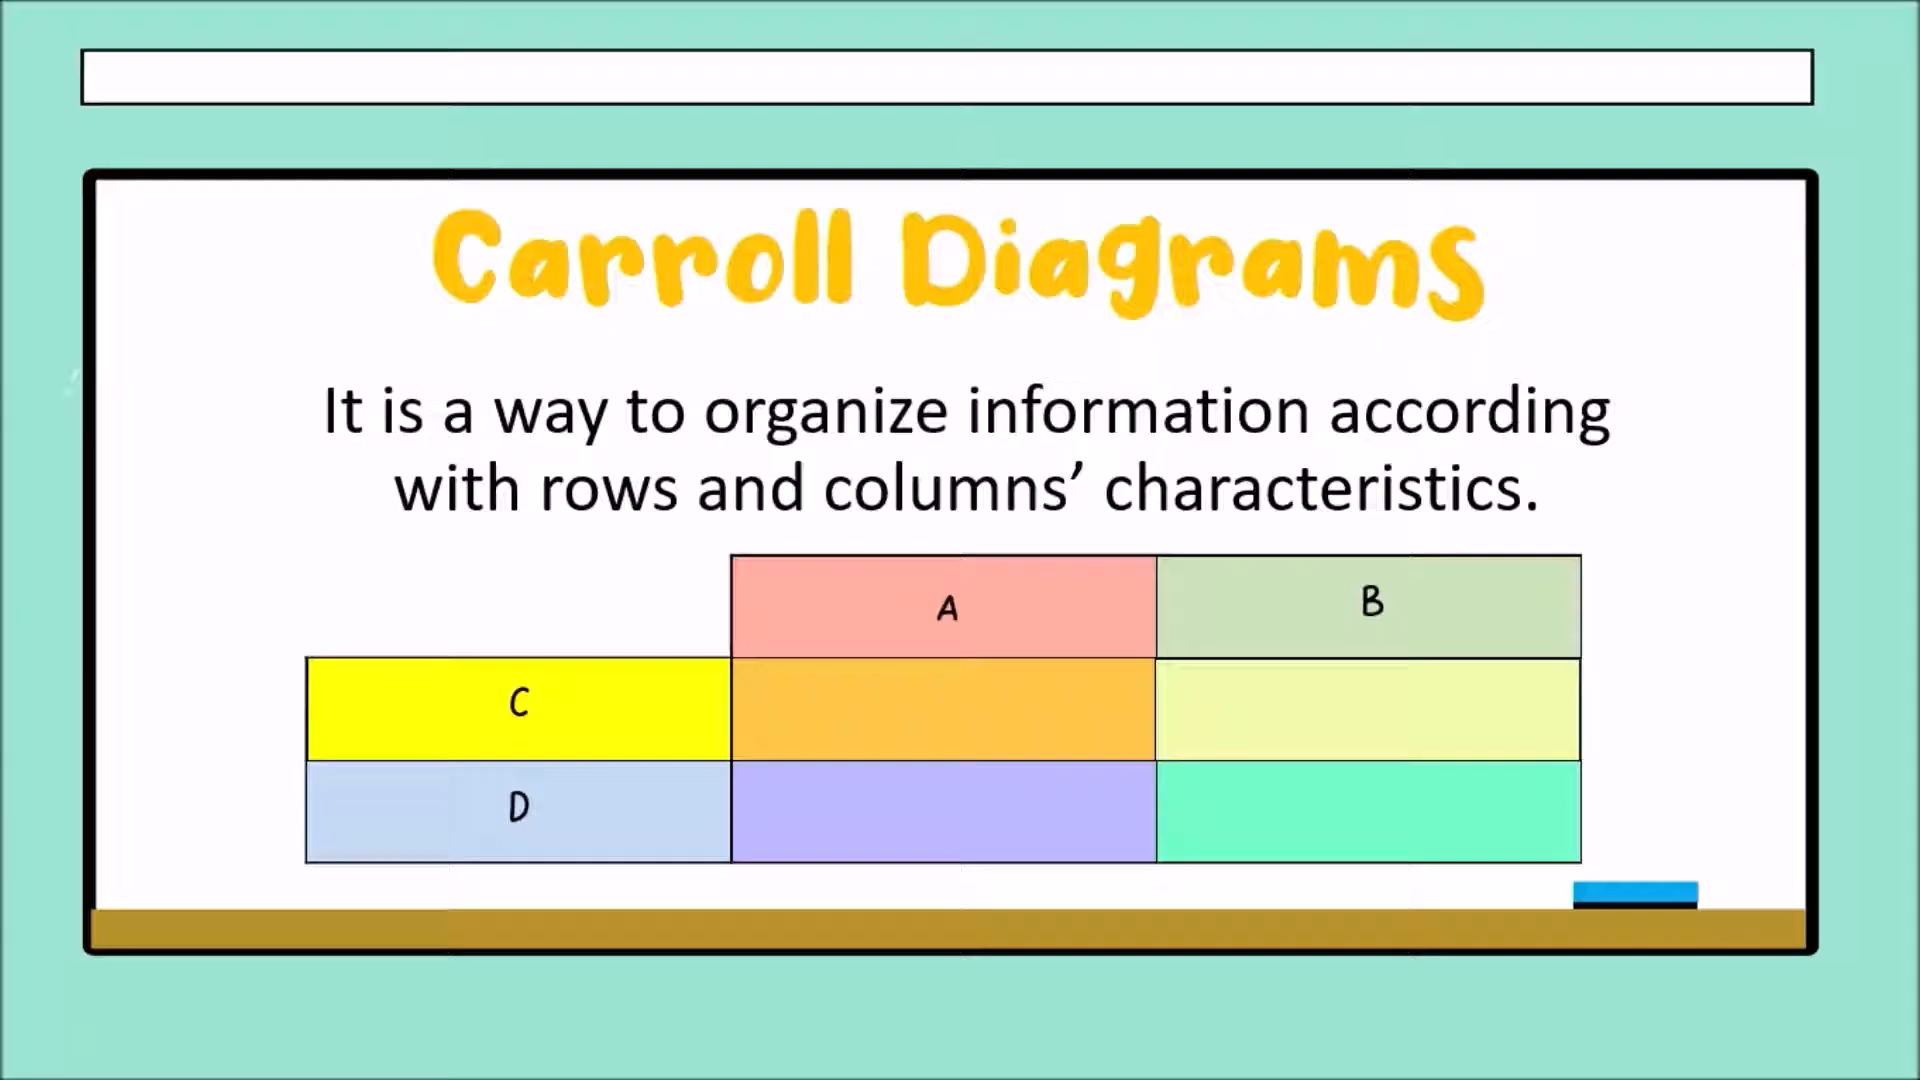 Carroll Diagrams
It is a way to organize information according
with rows and columns’ characteristics.
A B
C
D